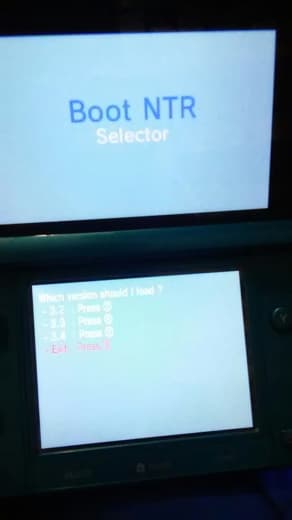 Boot NTR
Selector
Which version should I load ?
- 3.2 : Press
- 3.3 : Press
- 3.4 : Press
- Exit : Press